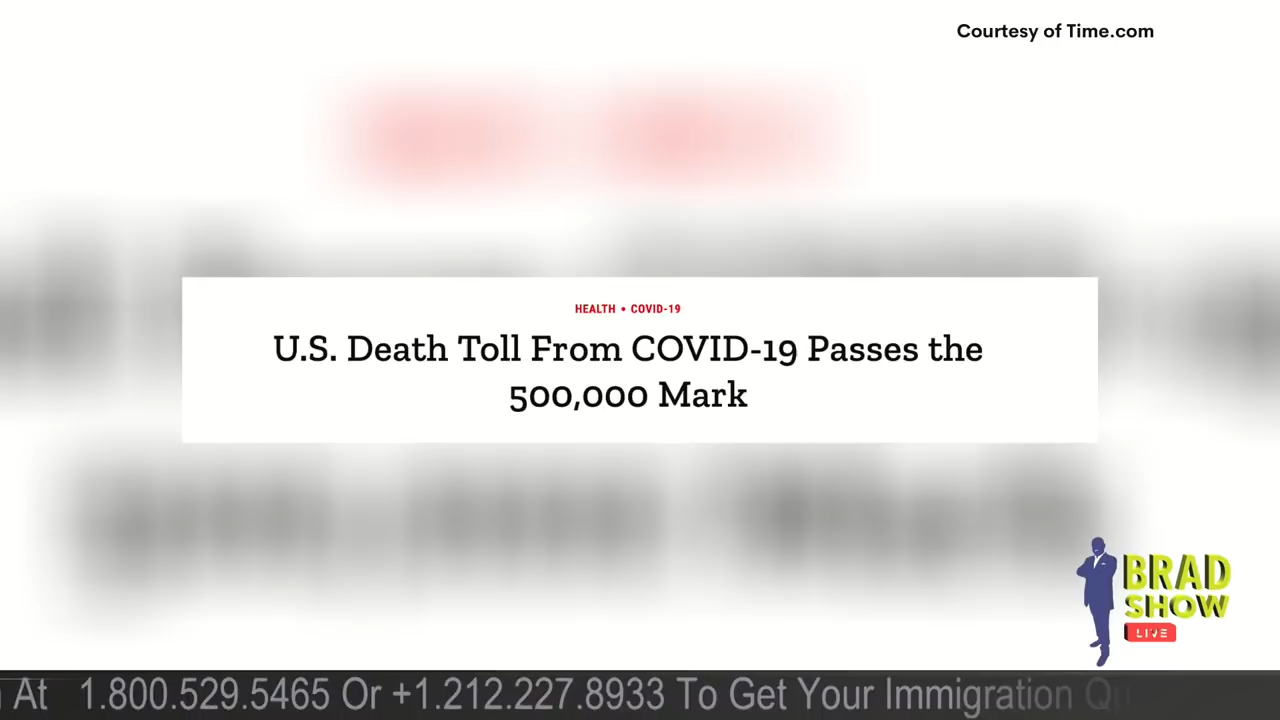 Courtesy of Time.com
HEALTH • COVID-19
U.S. Death Toll From COVID-19 Passes the
500,000 Mark
BRAD
SHOW
LIVE
At 1.800.529.5465 Or +1.212.227.8933 To Get Your Immigration